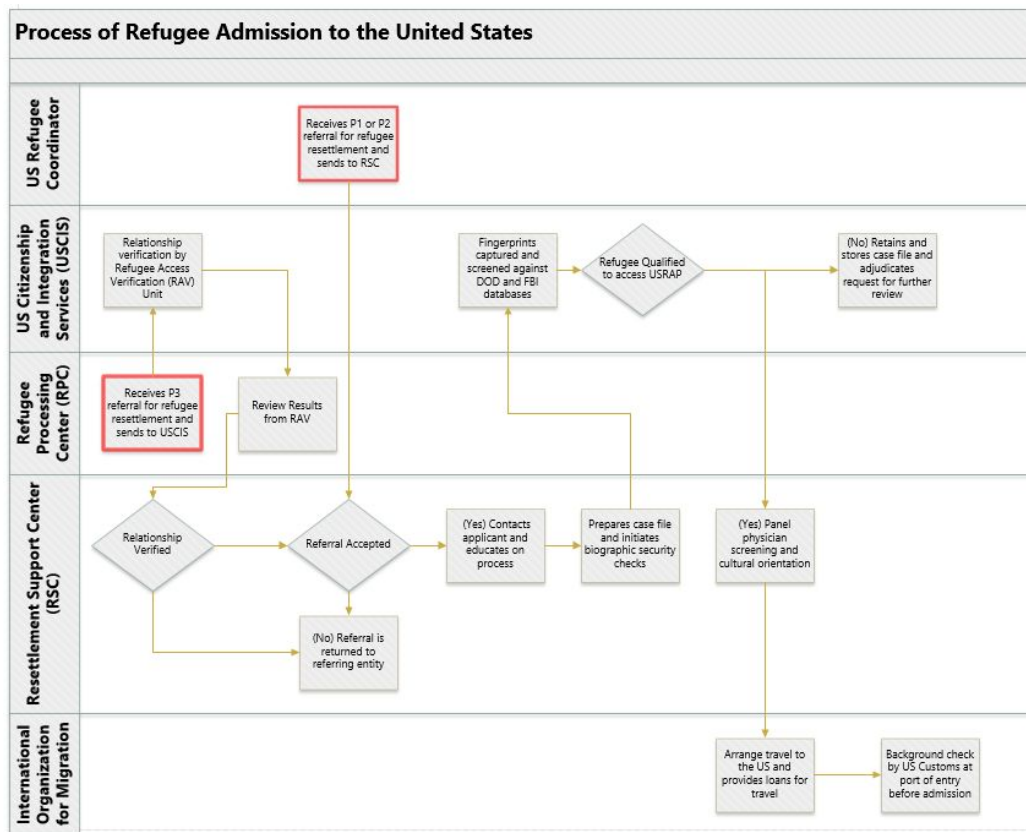 Process of Refugee Admission to the United States
US Refugee
Coordinator
Receives P1 or P2
referral for refugee
resettlement and
sends to RSC
US Citizenship
and Integration
Services (USCIS)
Relationship
verification by
Refugee Access
Verification (RAV)
Unit
Fingerprints
captured and
screened against
DOD and FBI
databases
Refugee Qualified
to access USRAP
(No) Retains and
stores case file and
adjudicates
request for further
review
Refugee
Processing
Center (RPC)
Receives P3
referral for refugee
resettlement and
sends to USCIS
Review Results
from RAV
Resettlement Support Center
(RSC)
Relationship
Verified
Referral Accepted
(Yes) Contacts
applicant and
educates on
process
Prepares case file
and initiates
biographic security
checks
(Yes) Panel
physician
screening and
cultural orientation
(No) Referral is
returned to
referring entity
International
Organization
for Migration
Arrange travel to
the US and
provides loans for
travel
Background check
by US Customs at
port of entry
before admission